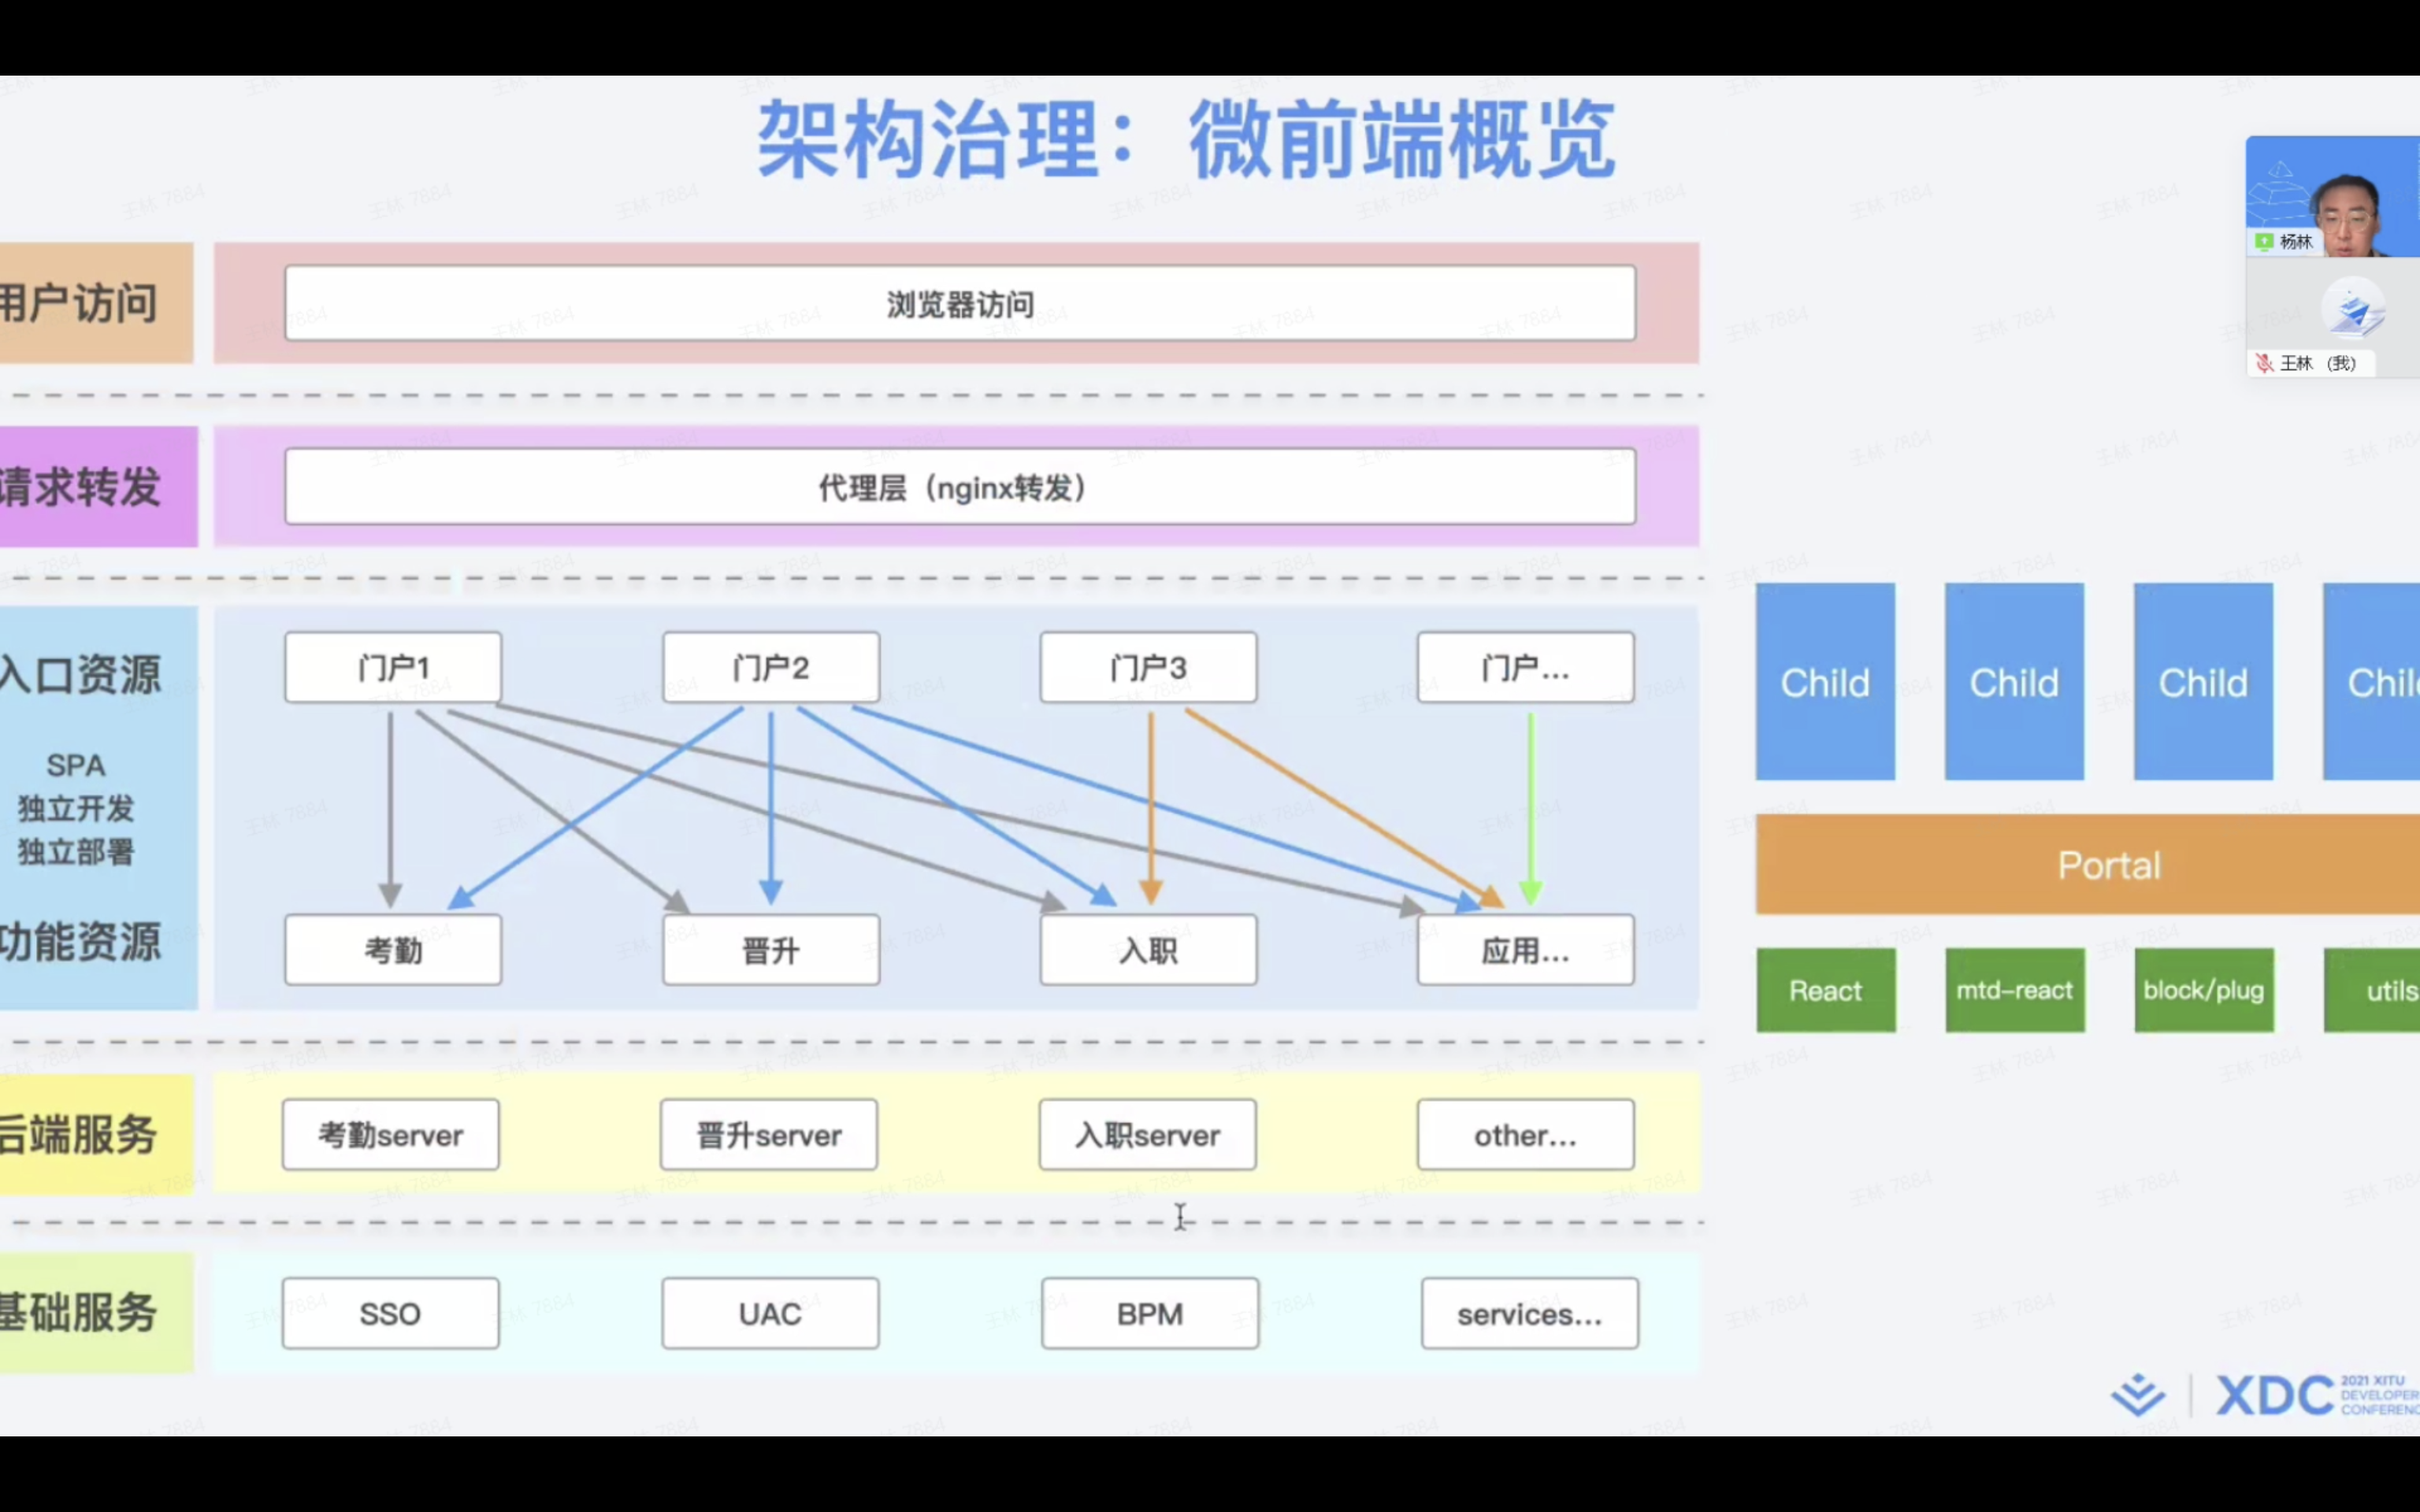 架构治理：微前端概览
杨林
王林 （我）
用户访问
浏览器访问
请求转发
代理层（nginx转发）
入口资源
SPA
独立开发
独立部署
功能资源
门户1
门户2
门户3
门户...
考勤
晋升
入职
应用...
Child
Child
Child
Child
Portal
React
mtd-react
block/plug
utils
后端服务
考勤server
晋升server
入职server
other...
基础服务
SSO
UAC
BPM
services...
XDC
2021 XITU
DEVELOPER
CONFERENC
王林 7884